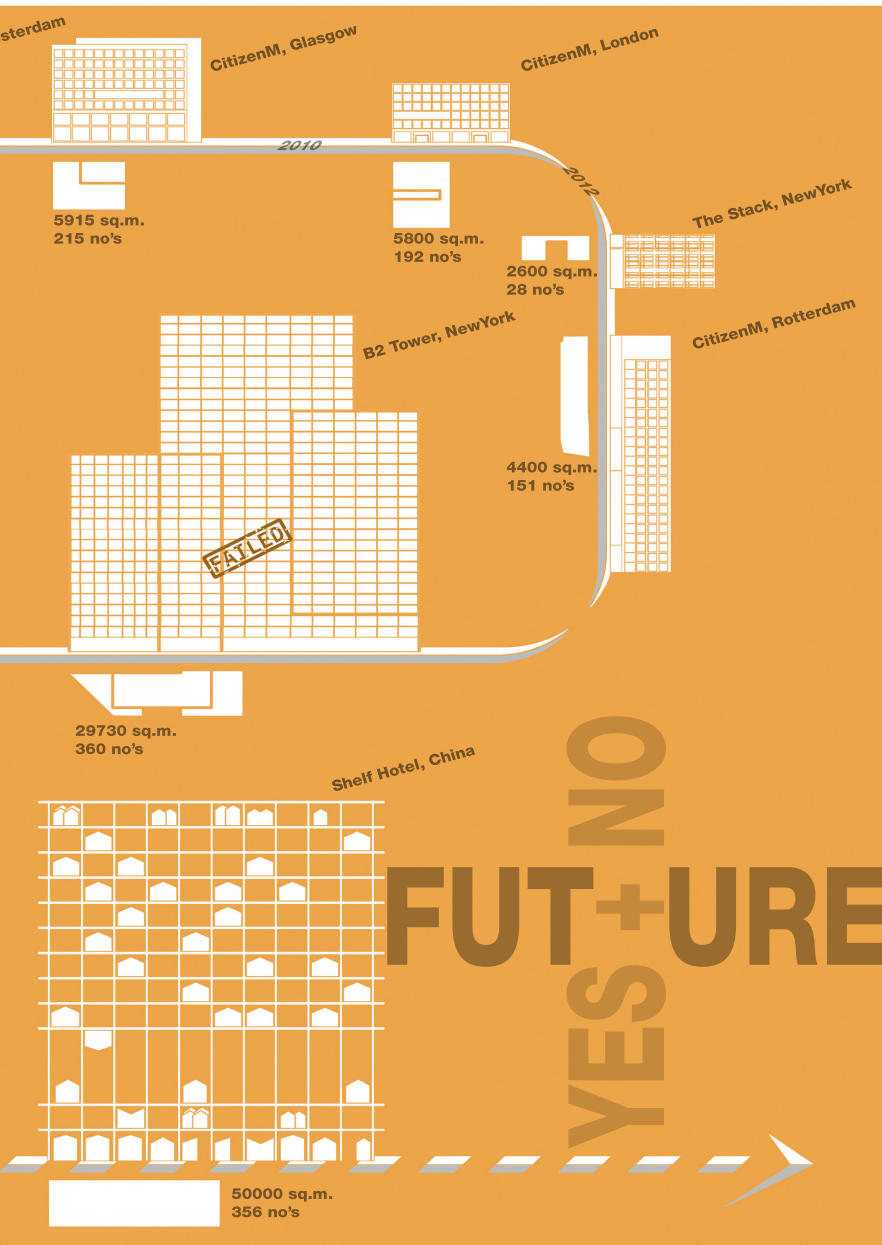 sterdam
CitizenM, Glasgow
CitizenM, London
2010
2012
5915 sq.m.
215 no's
5800 sq.m.
192 no's
The Stack, NewYork
2600 sq.m.
28 no's
B2 Tower, NewYork
CitizenM, Rotterdam
4400 sq.m.
151 no's
FAILED
29730 sq.m.
360 no's
Shelf Hotel, China
YES + NO
FUT URE
50000 sq.m.
356 no's